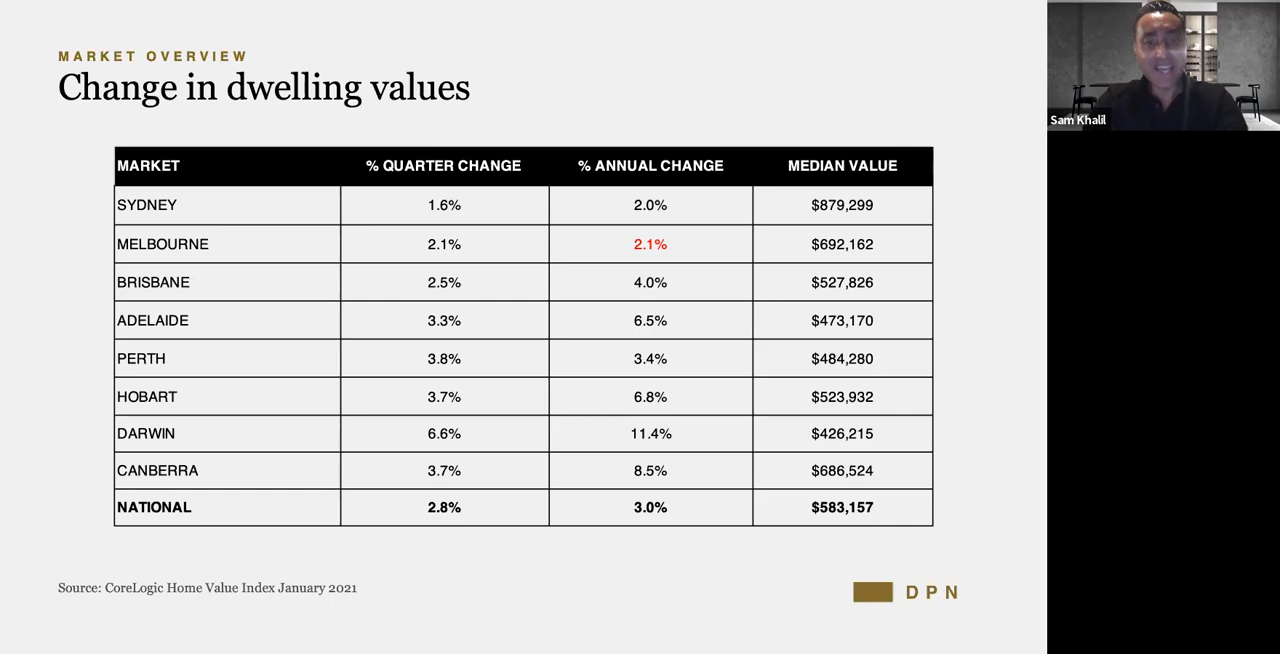 MARKET OVERVIEW
Change in dwelling values
Sam Khalil
MARKET % QUARTER CHANGE % ANNUAL CHANGE MEDIAN VALUE
SYDNEY 1.6% 2.0% $879,299
MELBOURNE 2.1% 2.1% $692,162
BRISBANE 2.5% 4.0% $527,826
ADELAIDE 3.3% 6.5% $473,170
PERTH 3.8% 3.4% $484,280
HOBART 3.7% 6.8% $523,932
DARWIN 6.6% 11.4% $426,215
CANBERRA 3.7% 8.5% $686,524
NATIONAL 2.8% 3.0% $583,157
Source: CoreLogic Home Value Index January 2021
DPN